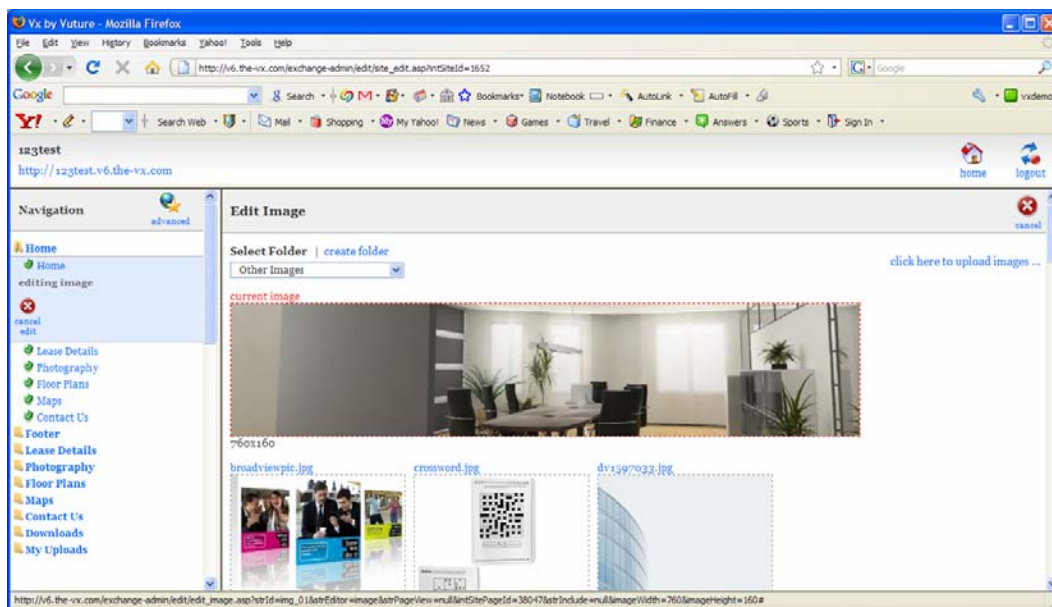 Vx by Vuture - Mozilla Firefox
File Edit View History Bookmarks Yahoo! Tools Help
http://v6.the-vx.com/exchange-admin/edit/site_edit.asp?intSiteId=1652
Google
Google Search Bookmarks Notebook AutoLink AutoFill vxdemo
Y! Search Web Mail Shopping My Yahoo! News Games Travel Finance Answers Sports Sign In
123test
http://123test.v6.the-vx.com
home logout
Navigation
advanced
Edit Image
cancel
Home
Home
editing image
cancel
edit
Lease Details
Photography
Floor Plans
Maps
Contact Us
Footer
Lease Details
Photography
Floor Plans
Maps
Contact Us
Downloads
My Uploads
Select Folder | create folder
Other Images
click here to upload images ...
current image
760x160
broadviewpic.jpg crossword.jpg dv1597033.jpg
http://v6.the-vx.com/exchange-admin/edit/edit_image.asp?strId=img_01&strEditor=image&strPageView=null&intSitePageId=38047&strInclude=null&imageWidth=760&imageHeight=160#